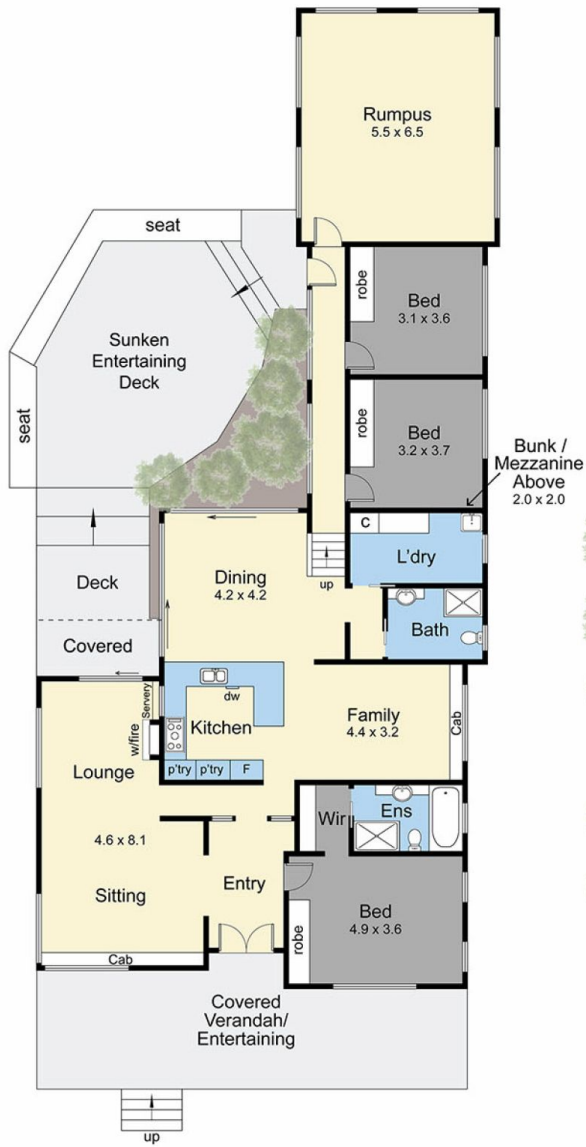 Rumpus
5.5 x 6.5
seat
robe
Bed
3.1 x 3.6
Sunken
Entertaining
Deck
seat
robe
Bed
3.2 x 3.7
Bunk /
Mezzanine
Above
2.0 x 2.0
C
L'dry
Dining
4.2 x 4.2
up
Deck
Bath
Covered
dw
Servery
Kitchen
Family
4.4 x 3.2
Cab
w/fire
Lounge
p'try
p'try
F
Ens
Wir
4.6 x 8.1
Entry
Sitting
Bed
4.9 x 3.6
robe
Cab
Covered
Verandah/
Entertaining
up